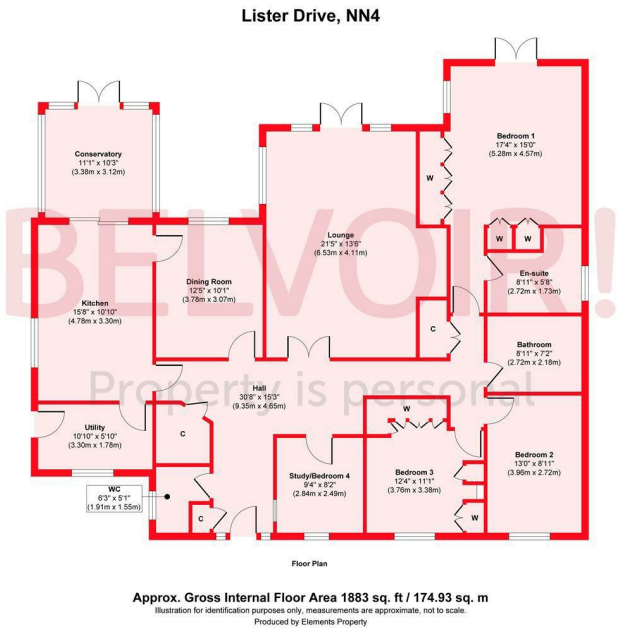 Lister Drive, NN4
Conservatory
11'1" x 10'3"
(3.38m x 3.12m)
Bedroom 1
17'4" x 15'0"
(5.28m x 4.57m)
W
W
W
BELVOIR!
Lounge
21'5" x 13'6"
(6.53m x 4.11m)
Dining Room
12'5" x 10'1"
(3.78m x 3.07m)
En-suite
8'11" x 5'8"
(2.72m x 1.73m)
Kitchen
15'8" x 10'10"
(4.78m x 3.30m)
C
Bathroom
8'11" x 7'2"
(2.72m x 2.18m)
Property is personal
Hall
30'8" x 15'3"
(9.35m x 4.65m)
W
Utility
10'10" x 5'10"
(3.30m x 1.78m)
C
Bedroom 2
13'0" x 8'11"
(3.96m x 2.72m)
Study/Bedroom 4
9'4" x 8'2"
(2.84m x 2.49m)
Bedroom 3
12'4" x 11'1"
(3.76m x 3.38m)
WC
6'3" x 5'1"
(1.91m x 1.55m)
C
W
Floor Plan
Approx. Gross Internal Floor Area 1883 sq. ft / 174.93 sq. m
Illustration for identification purposes only, measurements are approximate, not to scale.
Produced by Elements Property